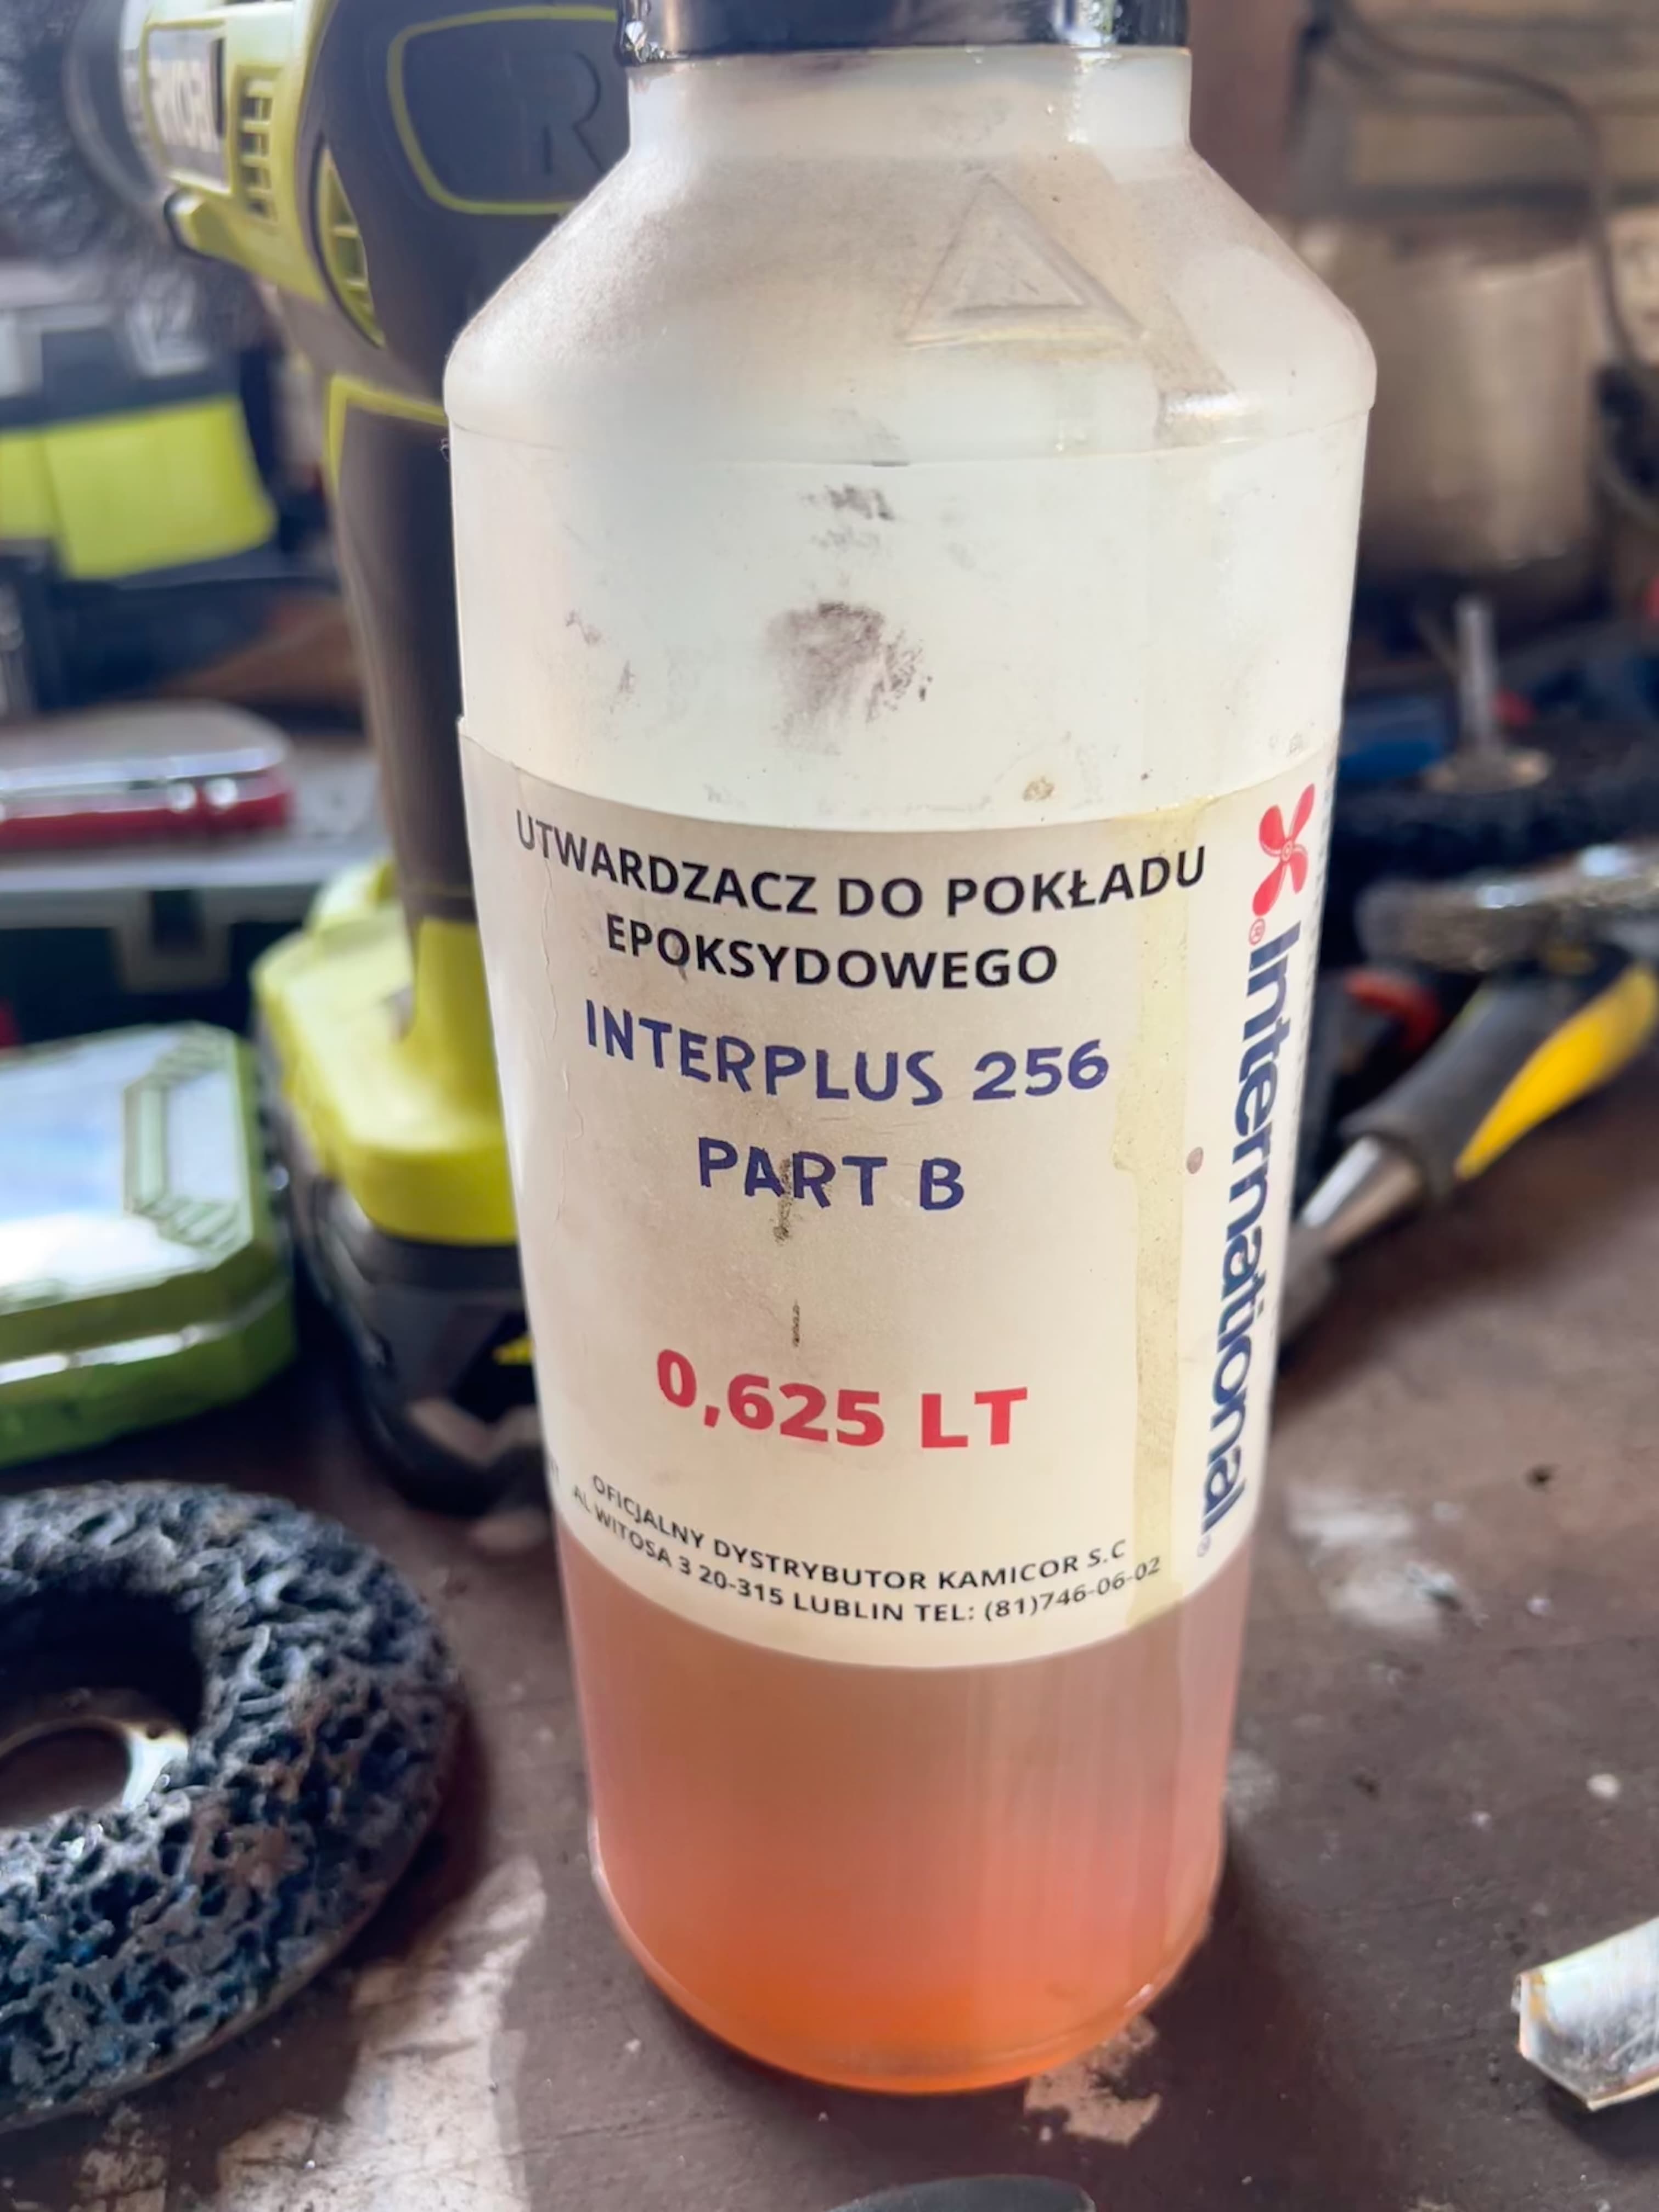 RYOBI
R
UTWARDZACZ DO POKŁADU
EPOKSYDOWEGO
INTERPLUS 256
PART B
0,625 LT
OFICJALNY DYSTRYBUTOR KAMICOR S.C
AL WITOSA 3 20-315 LUBLIN TEL: (81)746-06-02
International®